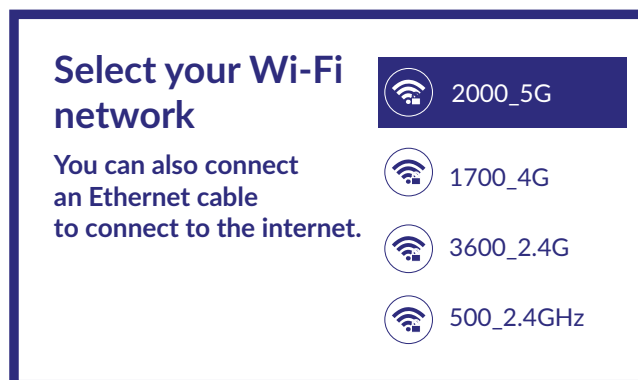 Select your Wi-Fi
network
You can also connect
an Ethernet cable
to connect to the internet.
2000_5G
1700_4G
3600_2.4G
500_2.4GHz